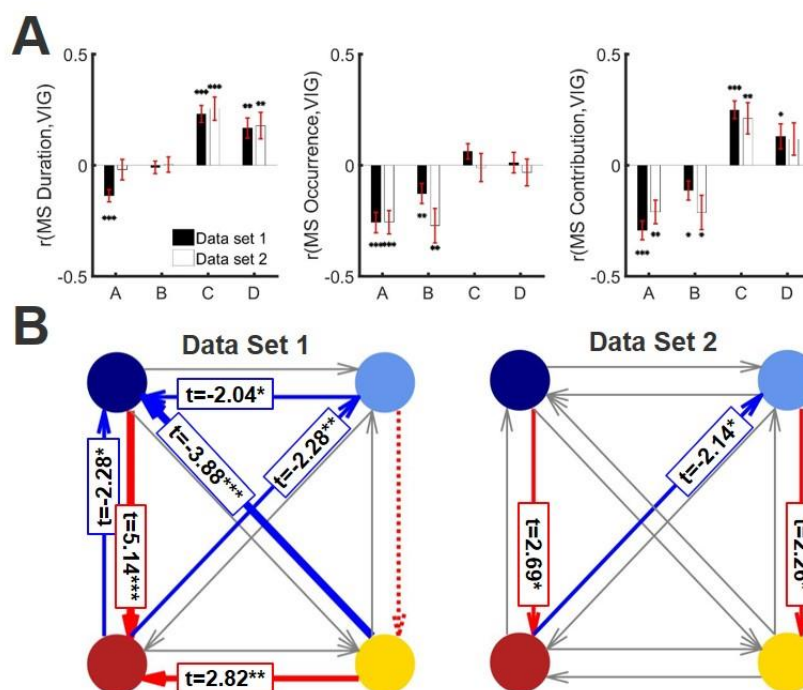 A
0.5
0
-0.5
r(MS Duration,VIG)
***
***
***
**
**
Data set 1
Data set 2
A B C D
0.5
0
-0.5
r(MS Occurrence,VIG)
******
**
**
A B C D
0.5
0
-0.5
r(MS Contribution,VIG)
***
**
*
*
***
**
*
A B C D
B
Data Set 1
t=-2.04*
t=-2.28**
t=-3.88***
t=-2.28*
t=5.14***
t=2.82**
Data Set 2
t=-2.14*
t=2.69*